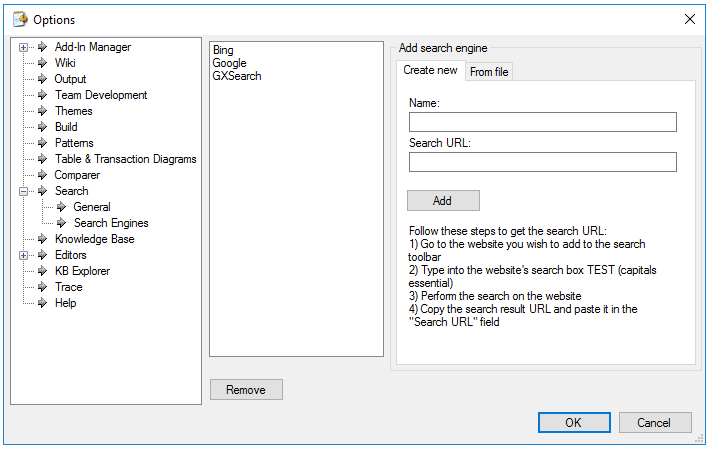 Options
Add-In Manager
Wiki
Output
Team Development
Themes
Build
Patterns
Table & Transaction Diagrams
Comparer
Search
General
Search Engines
Knowledge Base
Editors
KB Explorer
Trace
Help
Bing
Google
GXSearch
Remove
Add search engine
Create new
From file
Name:
Search URL:
Add
Follow these steps to get the search URL:
1) Go to the website you wish to add to the search
toolbar
2) Type into the website's search box TEST (capitals
essential)
3) Perform the search on the website
4) Copy the search result URL and paste it in the
"Search URL" field
OK
Cancel